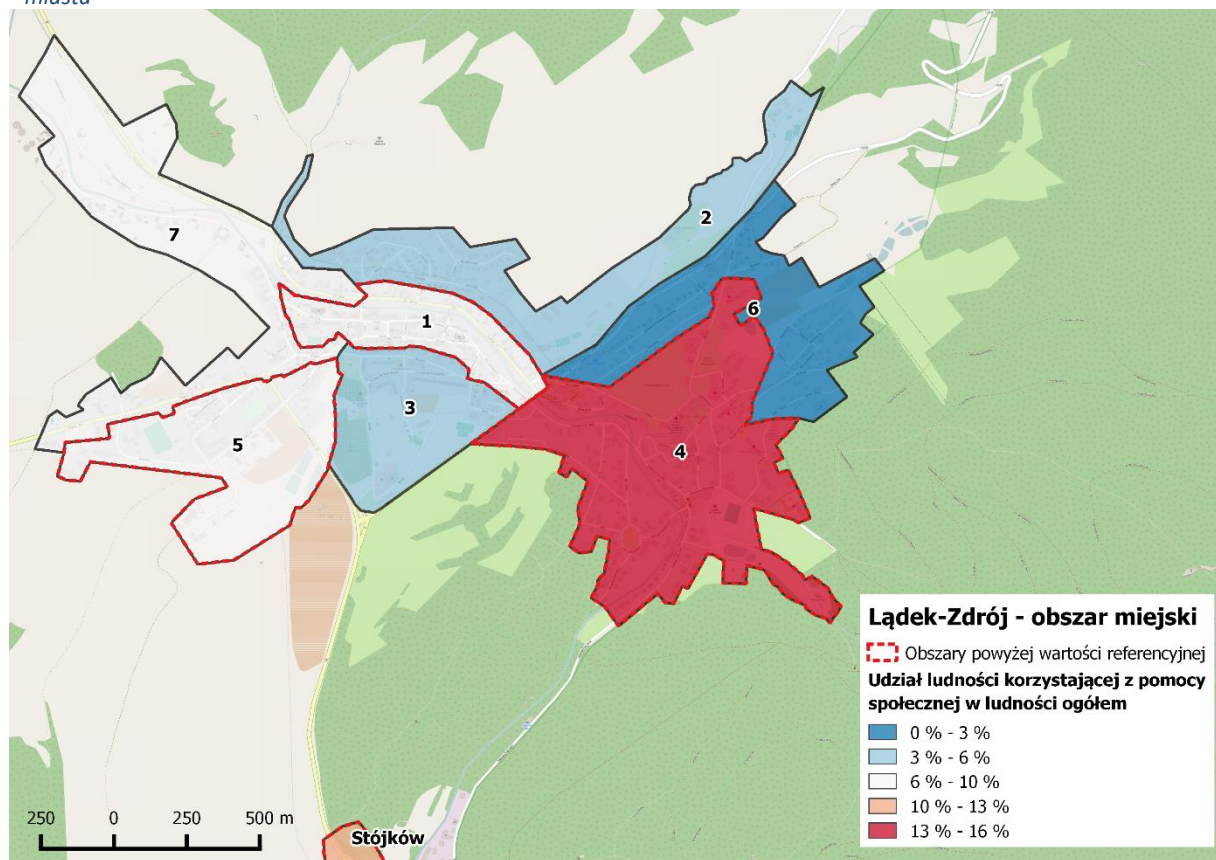 miasta
2
7
1
6
3
4
5
Stójków
250 0 250 500 m
Lądek-Zdrój - obszar miejski
Obszary powyżej wartości referencyjnej
Udział ludności korzystającej z pomocy
społecznej w ludności ogółem
0 % - 3 %
3 % - 6 %
6 % - 10 %
10 % - 13 %
13 % - 16 %